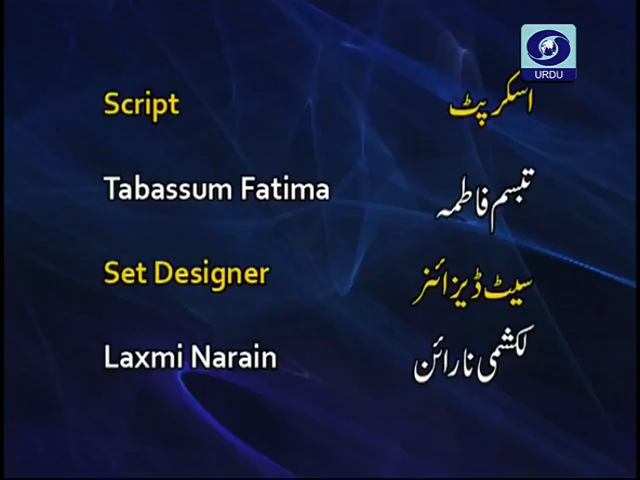 URDU
Script اسکرپٹ
Tabassum Fatima تبسم فاطمہ
Set Designer سیٹ ڈیزائنر
Laxmi Narain لکشمی نارائن